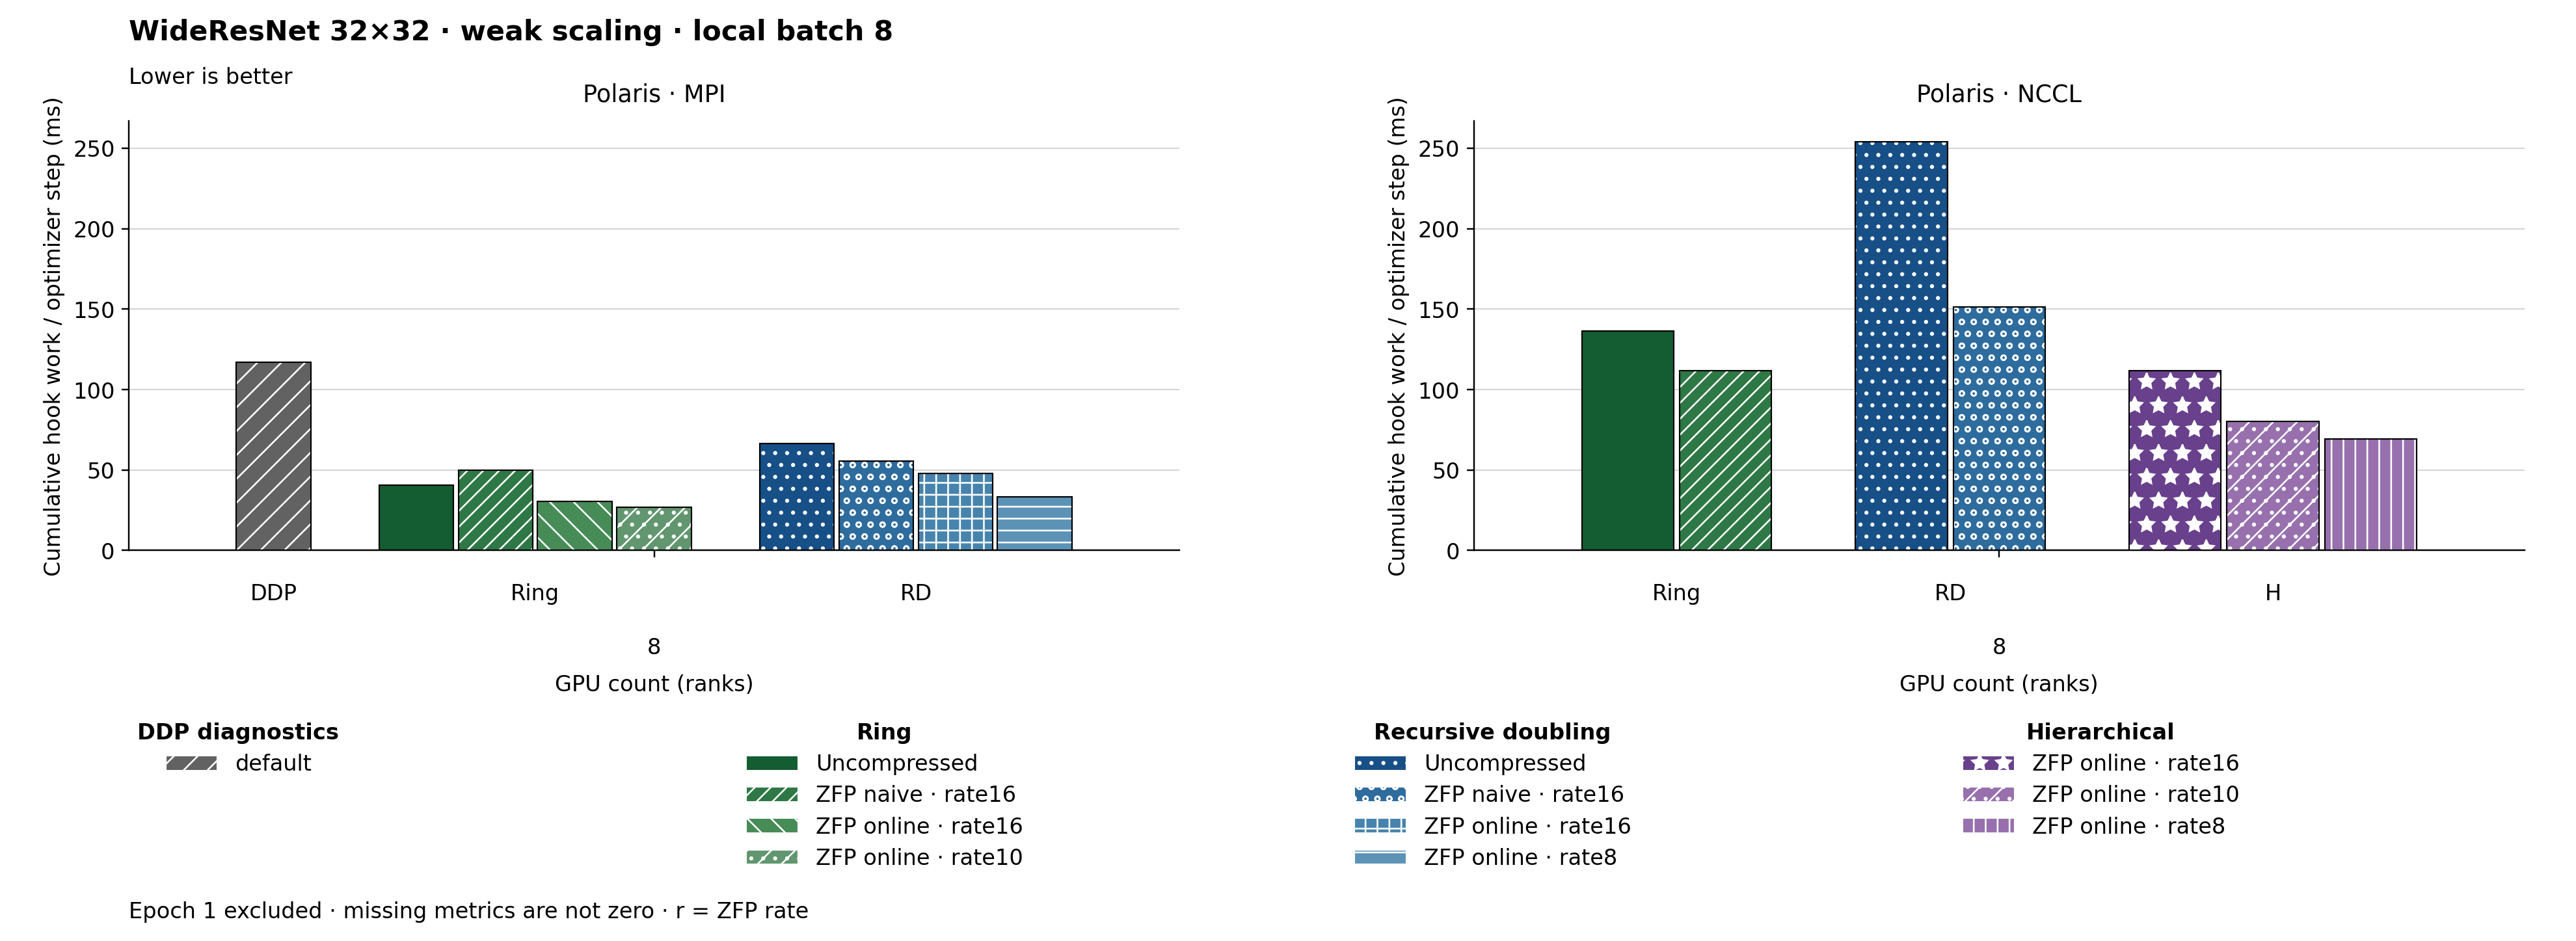 WideResNet 32×32 · weak scaling · local batch 8
Lower is better
Polaris · MPI
Cumulative hook work / optimizer step (ms)
250
200
150
100
50
0
DDP Ring RD
8
GPU count (ranks)
Polaris · NCCL
Cumulative hook work / optimizer step (ms)
250
200
150
100
50
0
Ring RD H
8
GPU count (ranks)
DDP diagnostics
default
Ring
Uncompressed
ZFP naive · rate16
ZFP online · rate16
ZFP online · rate10
Recursive doubling
Uncompressed
ZFP naive · rate16
ZFP online · rate16
ZFP online · rate8
Hierarchical
ZFP online · rate16
ZFP online · rate10
ZFP online · rate8
Epoch 1 excluded · missing metrics are not zero · r = ZFP rate